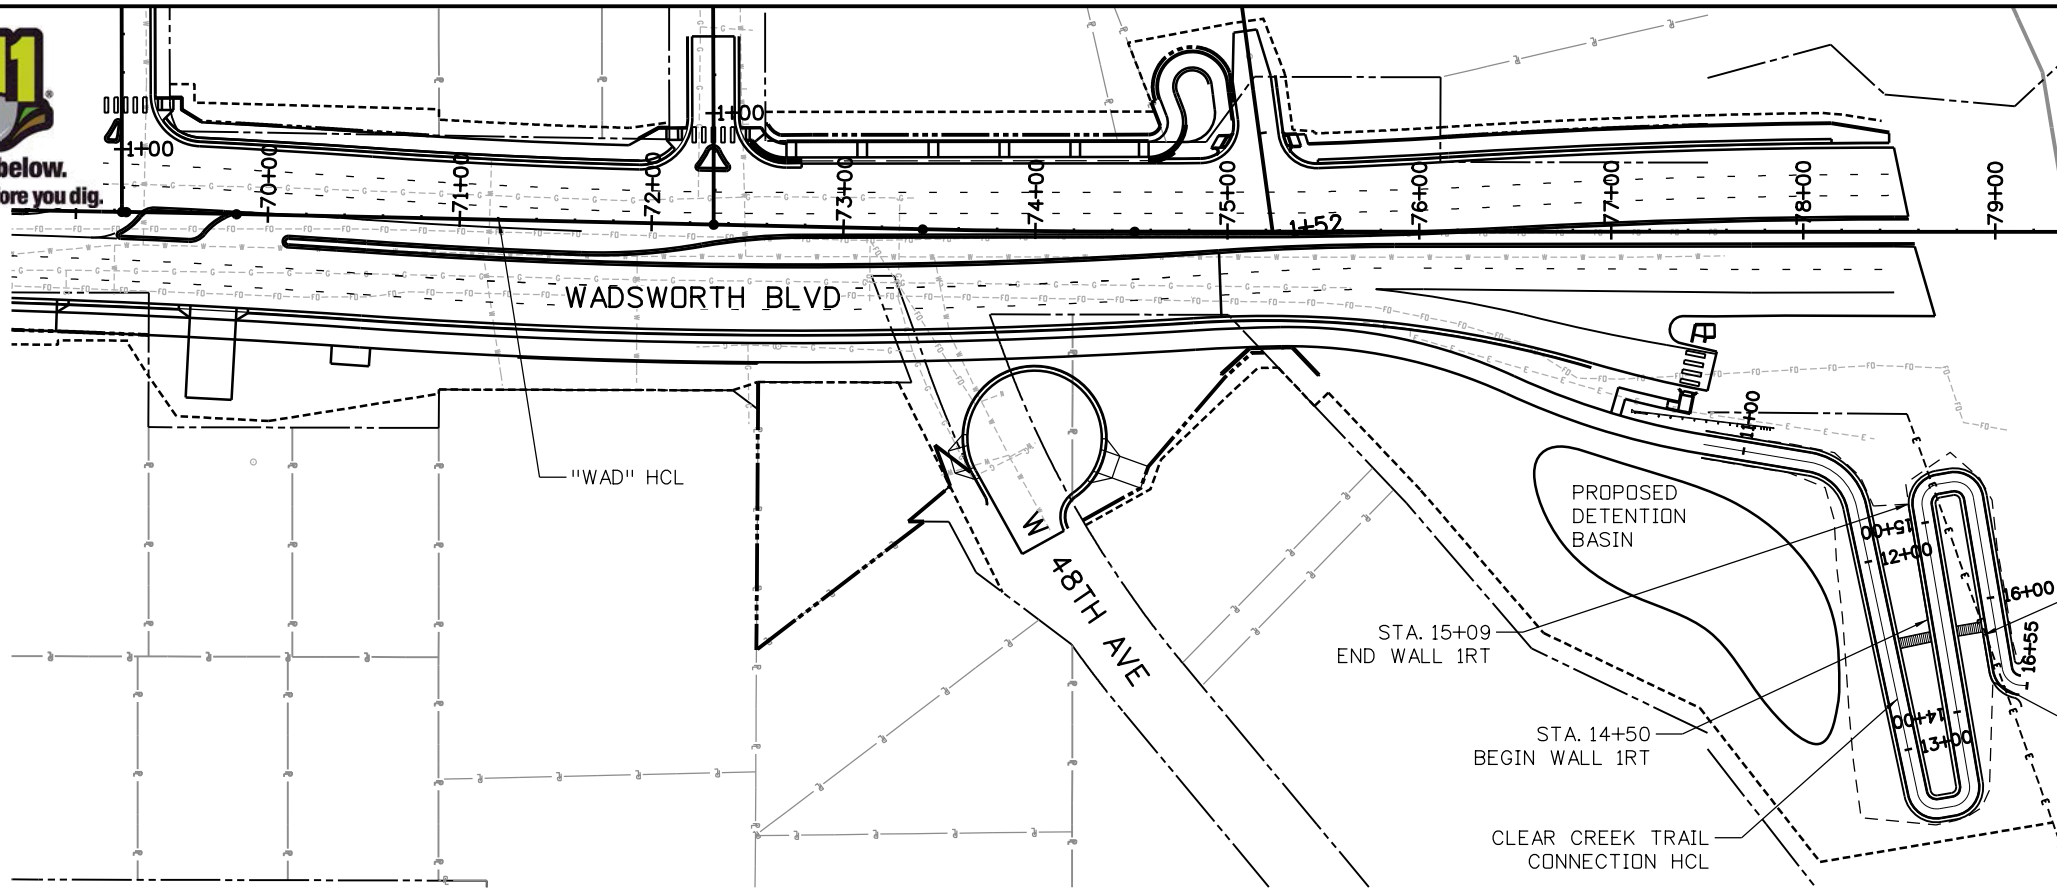 11
below.
ore you dig.
1+00
1+00
70+00
71+00
72+00
73+00
74+00
75+00
76+00
77+00
78+00
79+00
1+52
WADSWORTH BLVD
"WAD" HCL
11+00
PROPOSED
DETENTION
BASIN
15+00
12+00
W 48TH AVE
16+00
STA. 15+09
END WALL 1RT
16+55
14+00
13+00
STA. 14+50
BEGIN WALL 1RT
CLEAR CREEK TRAIL
CONNECTION HCL